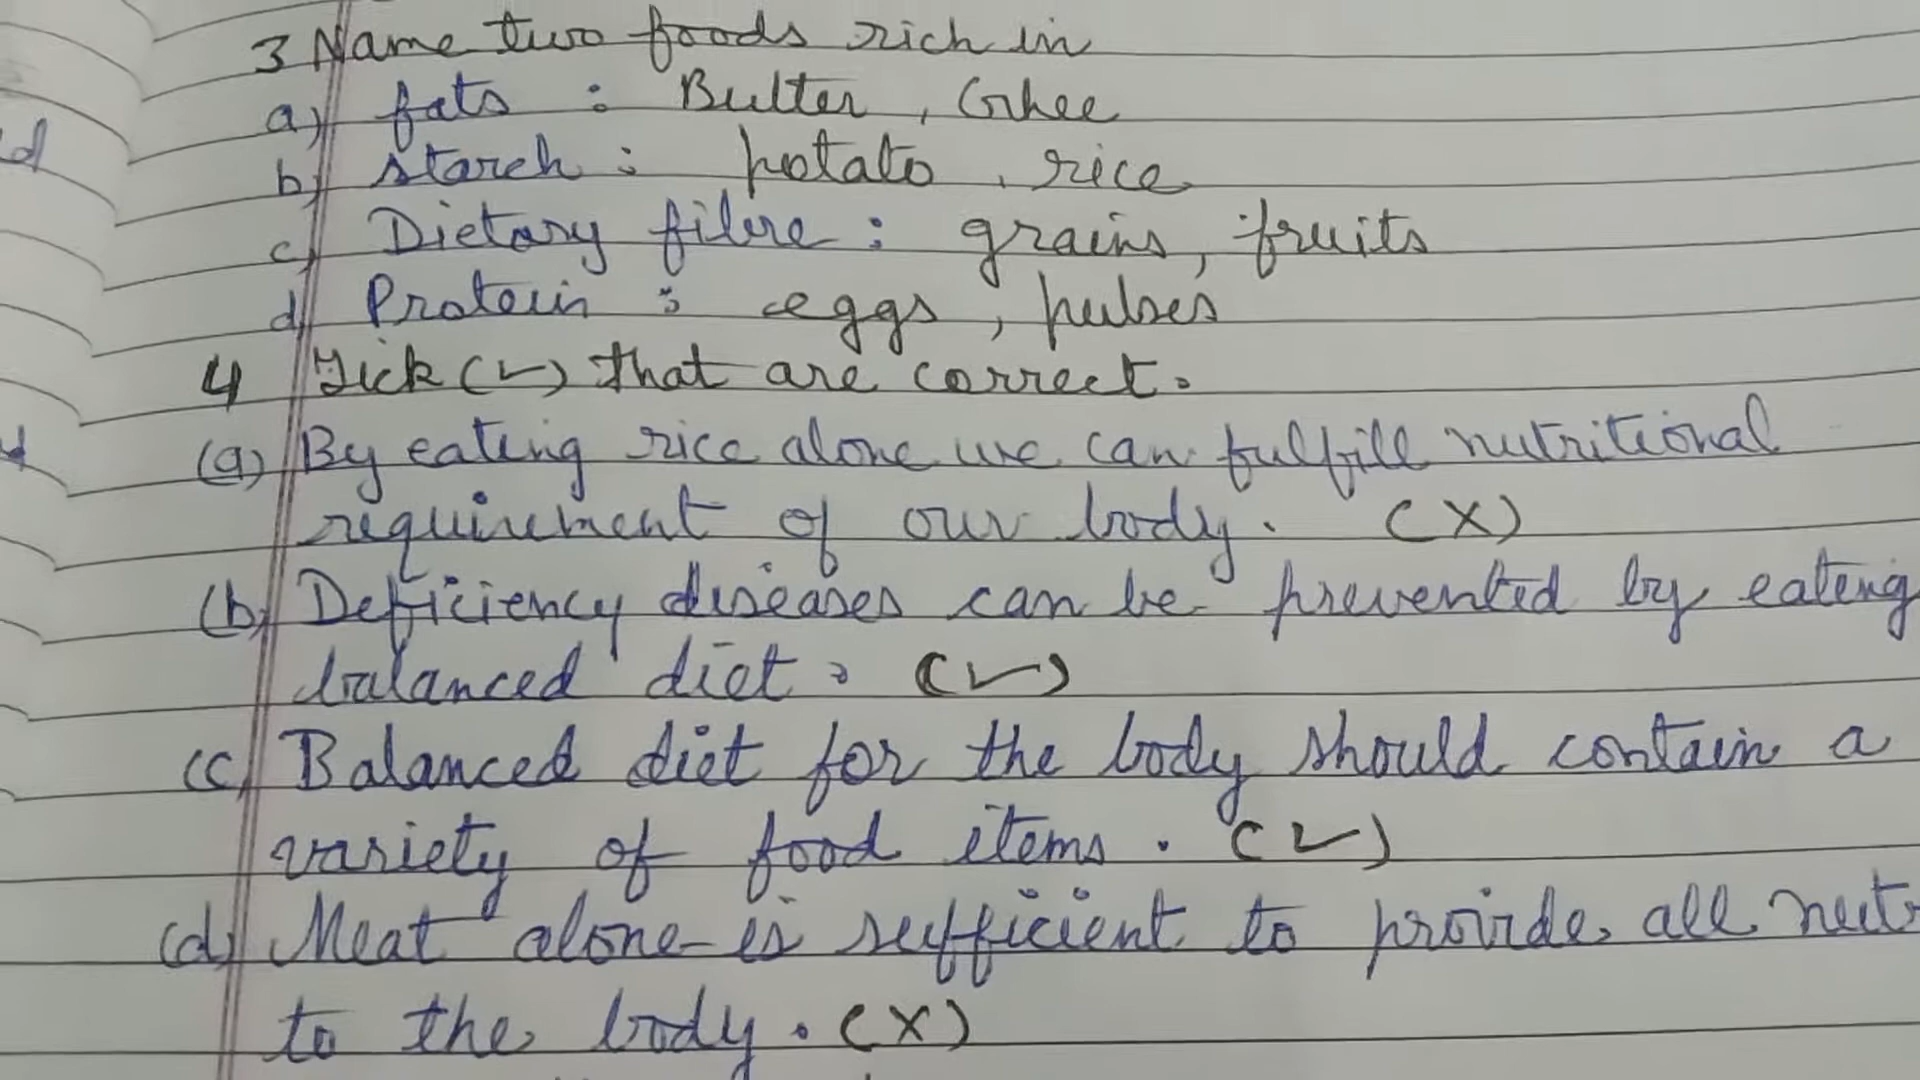 3 Name two foods rich in
a) fats : Butter, Ghee
b) starch : potato, rice
c) Dietary fibre : grains, fruits
d) Protein : eggs, pulses
4 Tick (✓) that are correct.
(a) By eating rice alone we can fulfill nutritional
requirement of our body. (X)
(b) Deficiency diseases can be prevented by eating
balanced diet. (✓)
(c) Balanced diet for the body should contain a
variety of food items. (✓)
(d) Meat alone is sufficient to proivde all nut
to the body. (X)